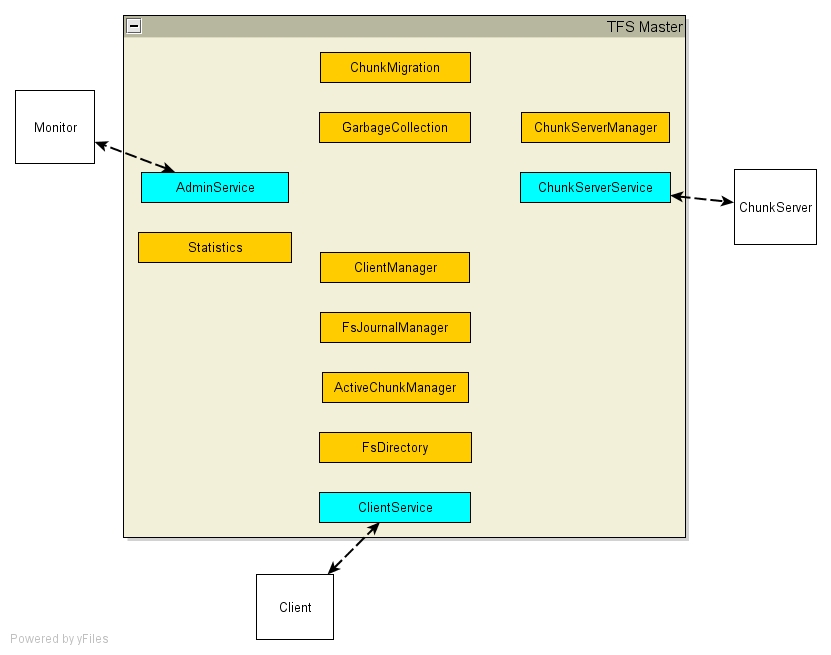 TFS Master
ChunkMigration
Monitor
GarbageCollection
ChunkServerManager
AdminService
ChunkServerService
ChunkServer
Statistics
ClientManager
FsJournalManager
ActiveChunkManager
FsDirectory
ClientService
Client
Powered by yFiles